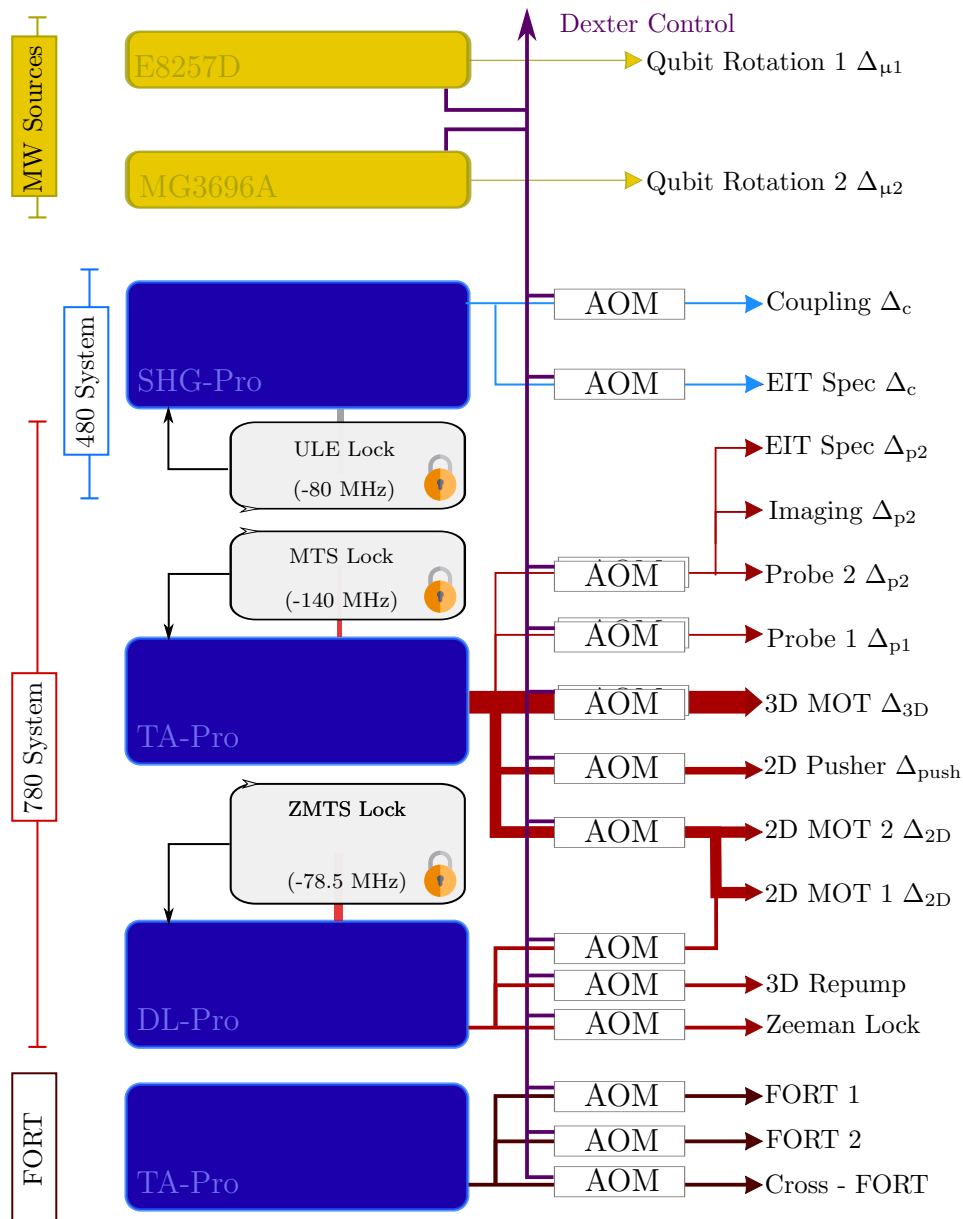 Dexter Control
MW Sources
E8257D
Qubit Rotation 1 Δμ1
MG3696A
Qubit Rotation 2 Δμ2
480 System
SHG-Pro
AOM
Coupling Δc
AOM
EIT Spec Δc
ULE Lock
(-80 MHz)
EIT Spec Δp2
Imaging Δp2
MTS Lock
(-140 MHz)
AOM
Probe 2 Δp2
AOM
Probe 1 Δp1
780 System
TA-Pro
AOM
3D MOT Δ3D
AOM
2D Pusher Δpush
ZMTS Lock
(-78.5 MHz)
AOM
2D MOT 2 Δ2D
2D MOT 1 Δ2D
DL-Pro
AOM
AOM
3D Repump
AOM
Zeeman Lock
FORT
TA-Pro
AOM
FORT 1
AOM
FORT 2
AOM
Cross - FORT